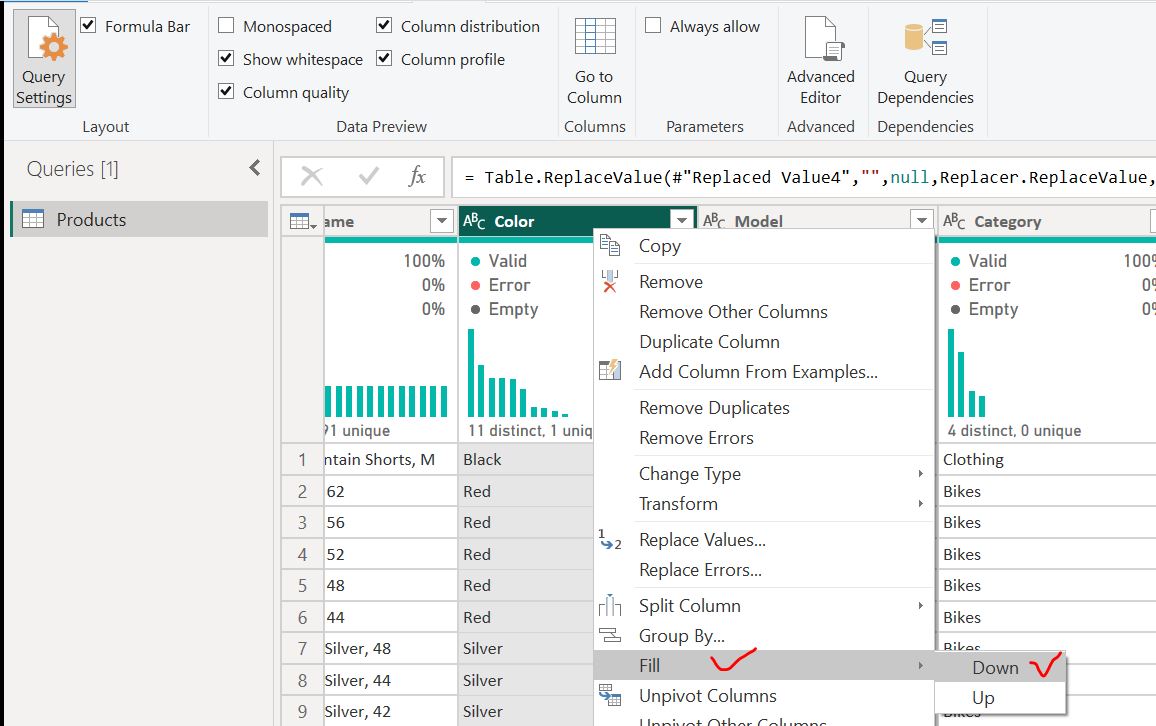 Query Settings
Formula Bar
Layout
Monospaced
Show whitespace
Column quality
Column distribution
Column profile
Data Preview
Go to Column
Columns
Always allow
Parameters
Advanced Editor
Advanced
Query Dependencies
Dependencies
Queries [1]
Products
fx
= Table.ReplaceValue(#"Replaced Value4","",null,Replacer.ReplaceValue,
ame
ABC Color
ABC Model
ABC Category
100%
0%
0%
91 unique
Valid
Error
Empty
11 distinct, 1 uniq
Valid 100%
Error 0%
Empty 0%
4 distinct, 0 unique
1 ntain Shorts, M Black Clothing
2 62 Red Bikes
3 56 Red Bikes
4 52 Red Bikes
5 48 Red Bikes
6 44 Red Bikes
7 Silver, 48 Silver Bikes
8 Silver, 44 Silver
9 Silver, 42 Silver Bikes
Copy
Remove
Remove Other Columns
Duplicate Column
Add Column From Examples...
Remove Duplicates
Remove Errors
Change Type
Transform
1 2 Replace Values...
Replace Errors...
Split Column
Group By...
Fill
Unpivot Columns
Unpivot Other Columns
Down
Up